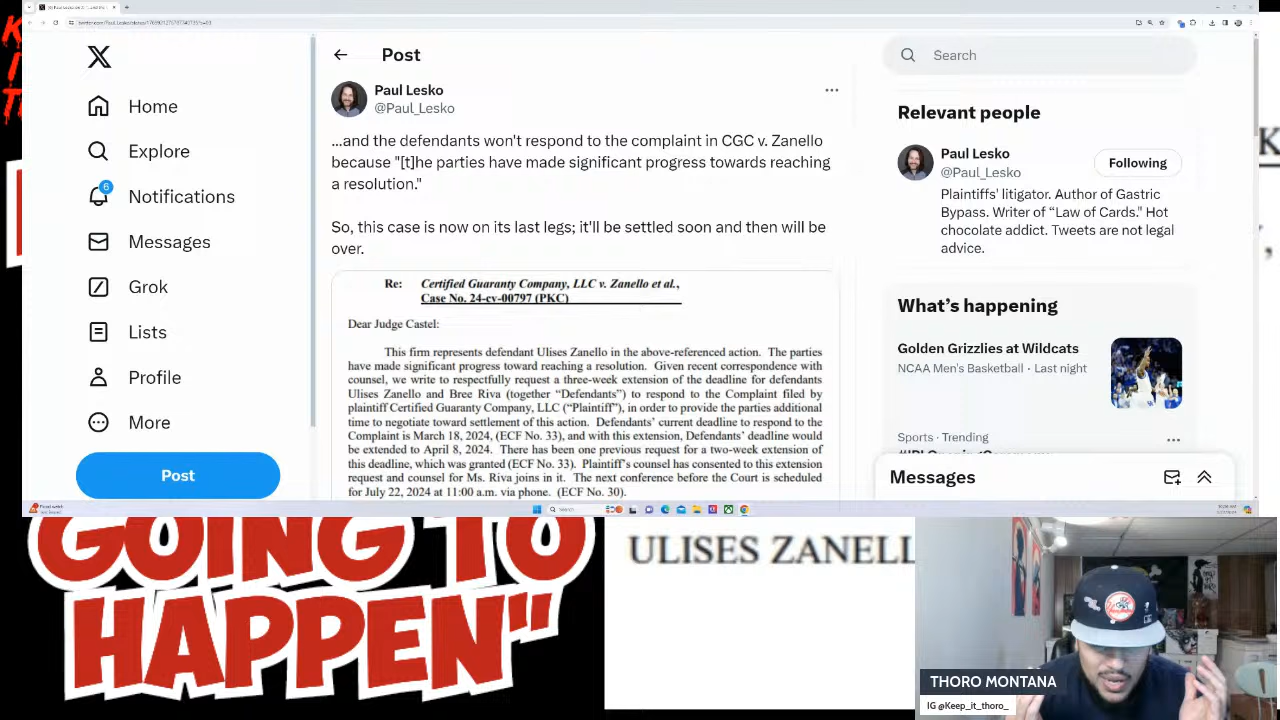 Post
Paul Lesko
@Paul_Lesko
...and the defendants won't respond to the complaint in CGC v. Zanello
because "[t]he parties have made significant progress towards reaching
a resolution."
So, this case is now on its last legs; it'll be settled soon and then will be
over.
Re: Certified Guaranty Company, LLC v. Zanello et al.,
Case No. 24-cv-00797 (PKC)
Dear Judge Castel:
This firm represents defendant Ulises Zanello in the above-referenced action. The parties
have made significant progress toward reaching a resolution. Given recent correspondence with
counsel, we write to respectfully request a three-week extension of the deadline for defendants
Ulises Zanello and Bree Riva (together "Defendants") to respond to the Complaint filed by
plaintiff Certified Guaranty Company, LLC ("Plaintiff"), in order to provide the parties additional
time to negotiate toward settlement of this action. Defendants' current deadline to respond to the
Complaint is March 18, 2024, (ECF No. 33), and with this extension, Defendants' deadline would
be extended to April 8, 2024. There has been one previous request for a two-week extension of
this deadline, which was granted (ECF No. 33). Plaintiff's counsel has consented to this extension
request and counsel for Ms. Riva joins in it. The next conference before the Court is scheduled
for July 22, 2024 at 11:00 a.m. via phone. (ECF No. 30).
Home
Explore
6
Notifications
Messages
Grok
Lists
Profile
More
Post
Search
Relevant people
Paul Lesko
@Paul_Lesko
Following
Plaintiffs' litigator. Author of Gastric
Bypass. Writer of "Law of Cards." Hot
chocolate addict. Tweets are not legal
advice.
What's happening
Golden Grizzlies at Wildcats
NCAA Men's Basketball · Last night
Sports · Trending
Messages
Search
GOING TO
HAPPEN"
ULISES ZANELL
THORO MONTANA
IG @Keep_it_thoro_